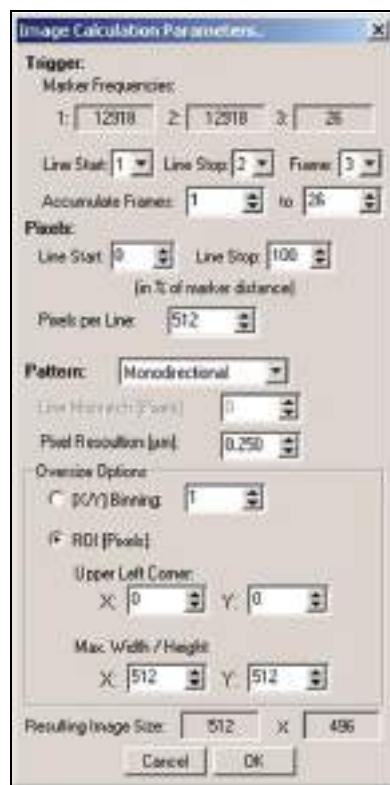 Image Calculation Parameters..
Trigger:
Marker Frequencies:
1: 12918 2: 12918 3: 26
Line Start: 1 Line Stop: 2 Frame: 3
Accumulate Frames: 1 to 26
Pixels:
Line Start: 0 Line Stop: 100
(in % of marker distance)
Pixels per Line: 512
Pattern: Monodirectional
Line Mismatch [Pixels] 0
Pixel Resolution [µm]: 0.250
Oversize Options
[X/Y] Binning: 1
ROI [Pixels]
Upper Left Corner:
X: 0 Y: 0
Max. Width / Height:
X: 512 Y: 512
Resulting Image Size: 512 X 496
Cancel OK